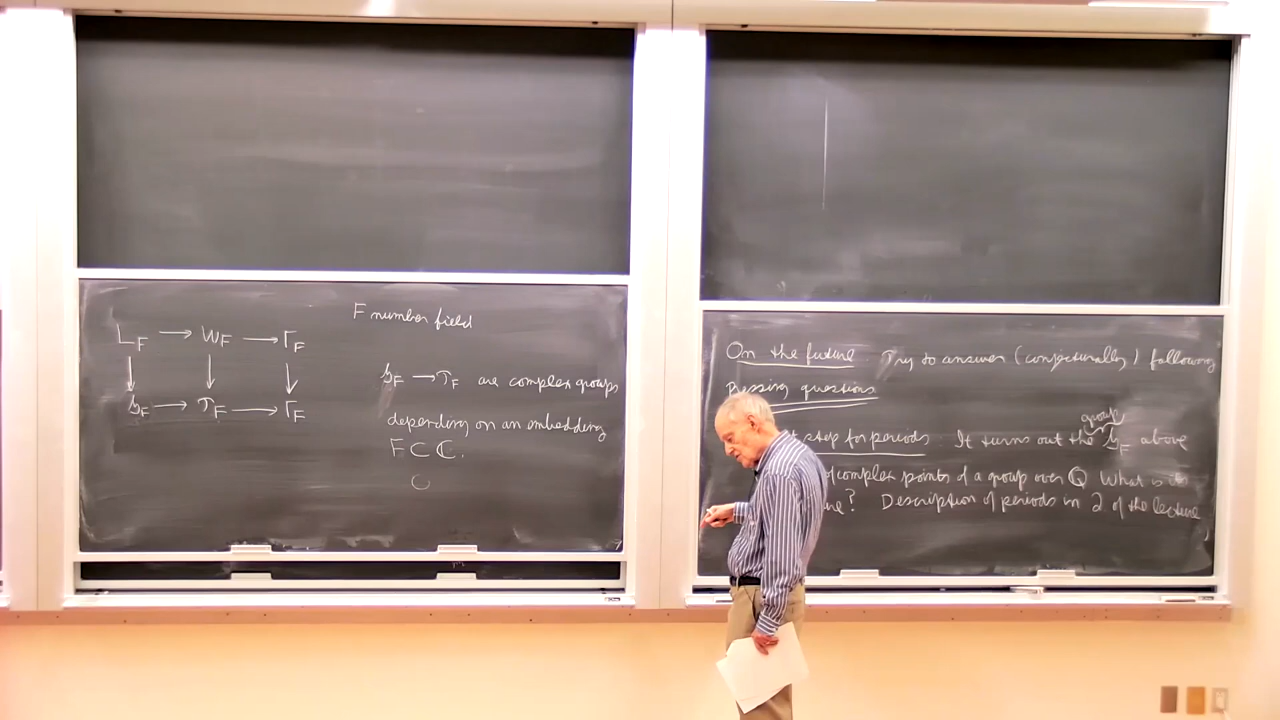 F number field
L_F → W_F → Γ_F
↓ ↓ ↓
𝒢_F → 𝒯_F → Γ_F
𝒢_F → 𝒯_F are complex groups
depending on an embedding
F ⊂ ℂ.
On the future Try to answer (conjecturally) following
Pressing questions
group
step for periods. It turns out the 𝒢_F above
of complex points of a group over Q What is
? Description of periods in 2 of the lecture